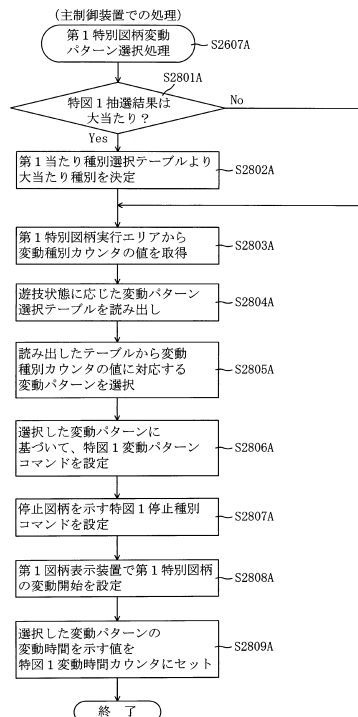 （主制御装置での処理）
第１特別図柄変動
パターン選択処理
S2607A
S2801A
特図１抽選結果は
大当たり？
No
Yes
第１当たり種別選択テーブルより
大当たり種別を決定
S2802A
第１特別図柄実行エリアから
変動種別カウンタの値を取得
S2803A
遊技状態に応じた変動パターン
選択テーブルを読み出し
S2804A
読み出したテーブルから変動
種別カウンタの値に対応する
変動パターンを選択
S2805A
選択した変動パターンに
基づいて、特図１変動パターン
コマンドを設定
S2806A
停止図柄を示す特図１停止種別
コマンドを設定
S2807A
第１図柄表示装置で第１特別図柄
の変動開始を設定
S2808A
選択した変動パターンの
変動時間を示す値を
特図１変動時間カウンタにセット
S2809A
終 了